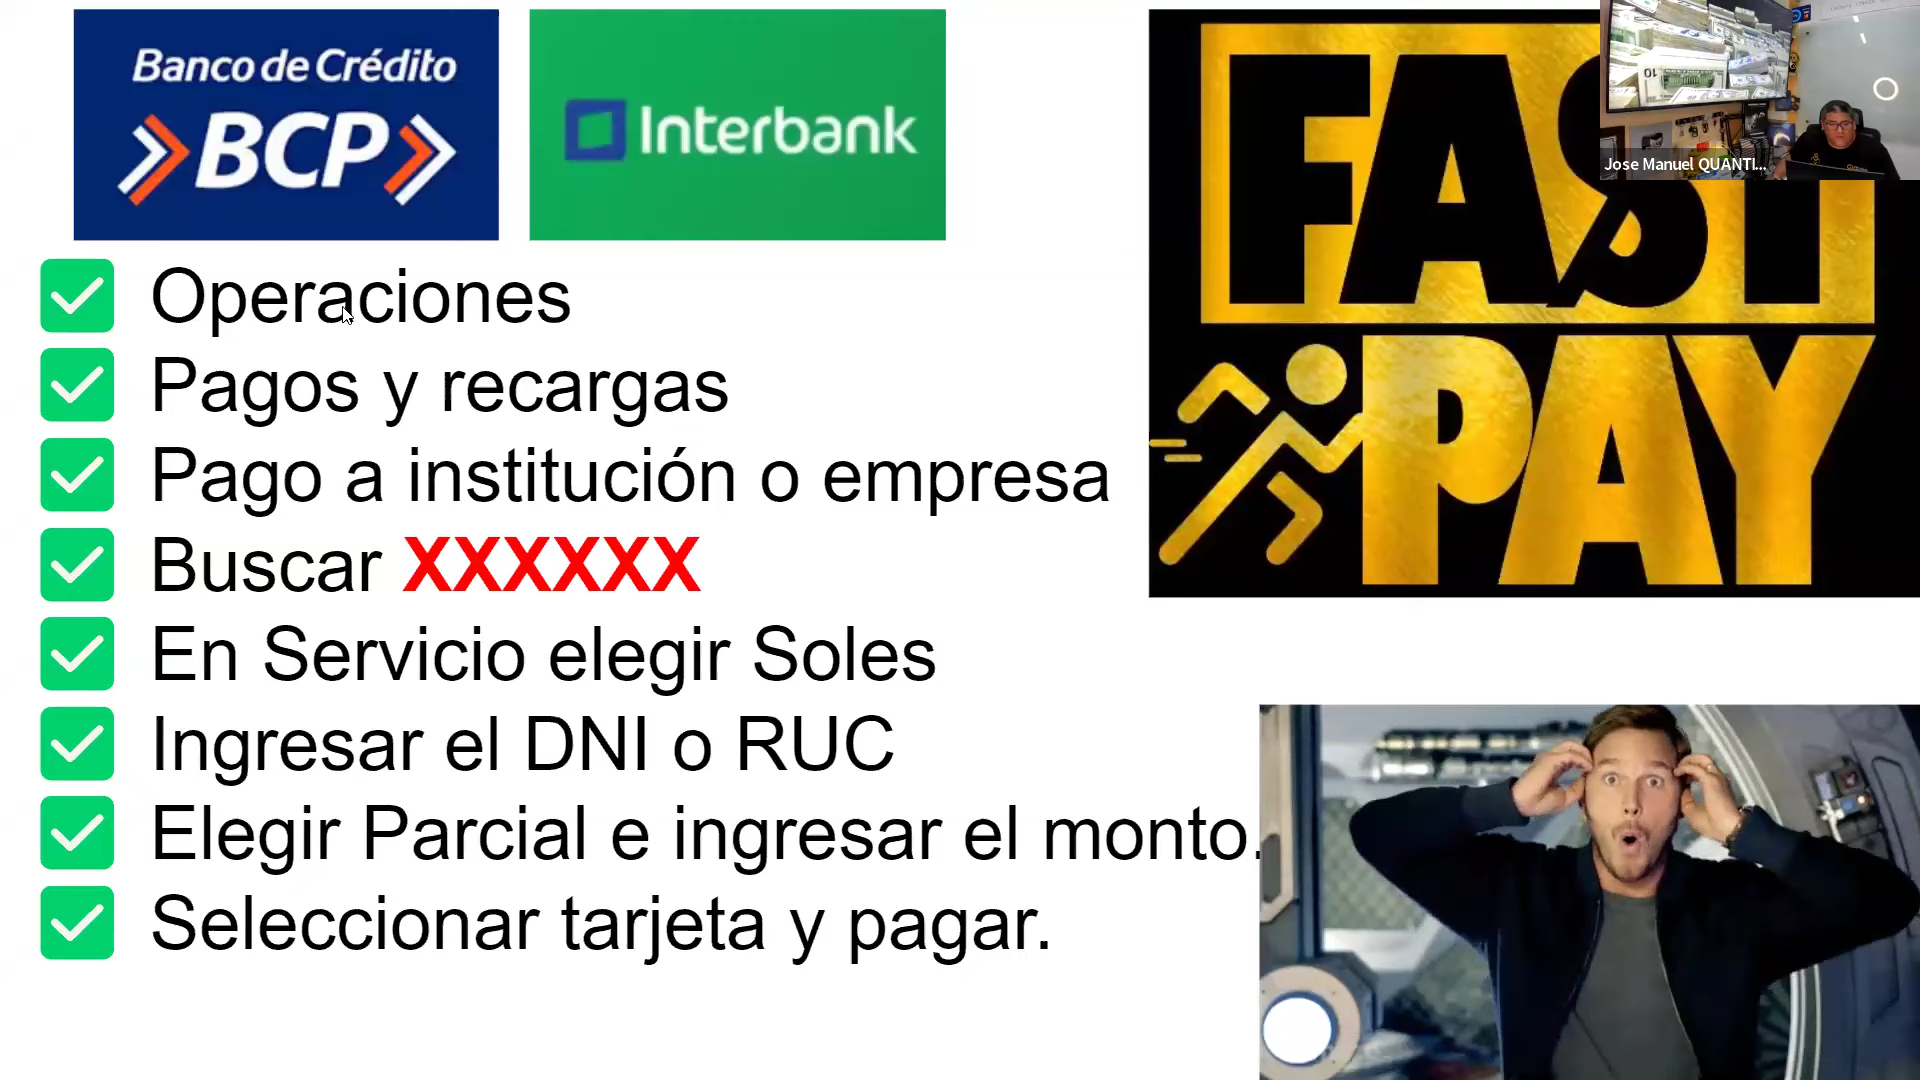 Banco de Crédito
BCP
Interbank
FAST
PAY
Jose Manuel QUANTI...
Operaciones
Pagos y recargas
Pago a institución o empresa
Buscar XXXXXX
En Servicio elegir Soles
Ingresar el DNI o RUC
Elegir Parcial e ingresar el monto.
Seleccionar tarjeta y pagar.